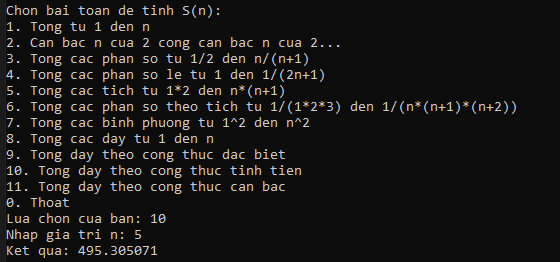 Chon bai toan de tinh S(n):
1. Tong tu 1 den n
2. Can bac n cua 2 cong can bac n cua 2...
3. Tong cac phan so tu 1/2 den n/(n+1)
4. Tong cac phan so le tu 1 den 1/(2n+1)
5. Tong cac tich tu 1*2 den n*(n+1)
6. Tong cac phan so theo tich tu 1/(1*2*3) den 1/(n*(n+1)*(n+2))
7. Tong cac binh phuong tu 1^2 den n^2
8. Tong cac day tu 1 den n
9. Tong day theo cong thuc dac biet
10. Tong day theo cong thuc tinh tien
11. Tong day theo cong thuc can bac
0. Thoat
Lua chon cua ban: 10
Nhap gia tri n: 5
Ket qua: 495.305071